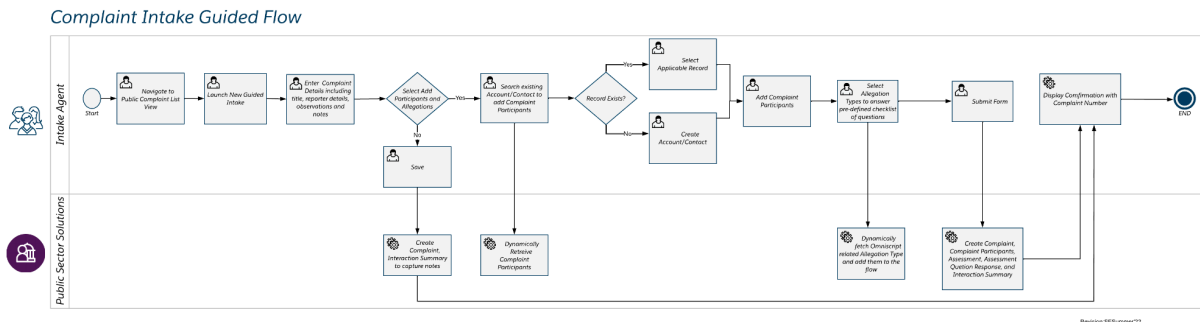 Complaint Intake Guided Flow
Intake Agent
Start
Navigate to
Public Complaint List
View
Launch New Guided
Intake
Enter Complaint
Details including
title, reporter details,
observations and
notes
Select Add
Participants and
Allegations
Yes
No
Save
Search existing
Account/Contact to
add Complaint
Participants
Record Exists?
Yes
No
Select
Applicable Record
Create
Account/Contact
Add Complaint
Participants
Select
Allegation
Types to answer
pre-defined checklist
of questions
Submit Form
Display Confirmation with
Complaint Number
END
Public Sector Solutions
Create
Complaint,
Interaction Summary
to capture notes
Dynamically
Retreive
Complaint
Participants
Dynamically
fetch Omniscript
related Allegation Type
and add them to the
flow
Create Complaint,
Complaint Participants,
Assessment, Assessment
Quetion Response, and
Interaction Summary